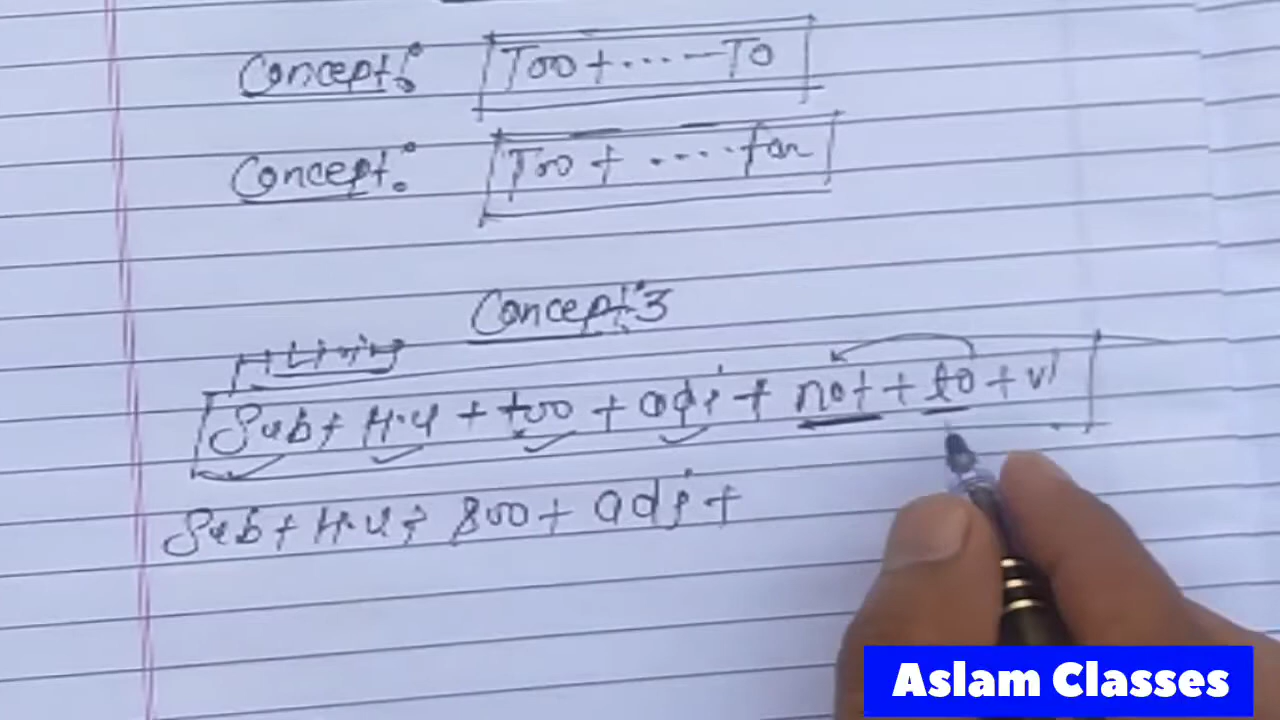 Concept: Too + ..... – To
Concept: Too + ..... for
Concept: 3
Living
Sub + H.V + too + adj + not + to + v1
Sub + H.V + too + adj +
Aslam Classes